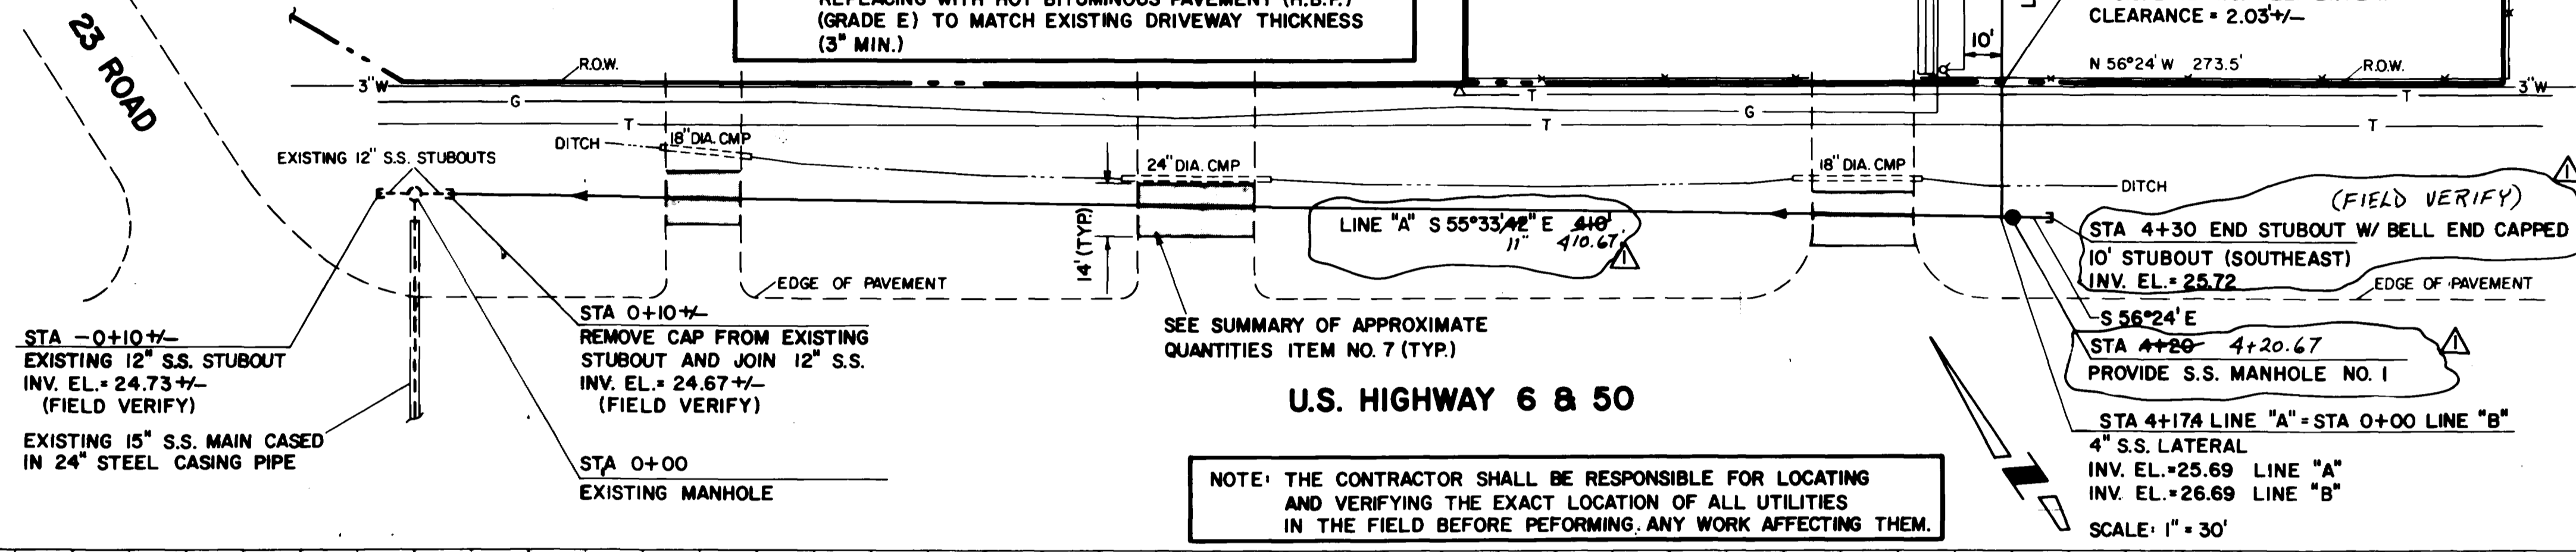 REPLACING WITH HOT BITUMINOUS PAVEMENT (H.B.P.)
(GRADE E) TO MATCH EXISTING DRIVEWAY THICKNESS
(3" MIN.)
10'
CLEARANCE = 2.03'+/-
N 56°24' W 273.5'
R.O.W.
R.O.W.
23 ROAD
3"W
3"W
G
T
T
G
T
T
T
DITCH
18" DIA. CMP
24" DIA. CMP
18" DIA. CMP
DITCH
EXISTING 12" S.S. STUBOUTS
14' (TYP.)
LINE "A" S 55°33'42" E 410'
11" 410.67'
1
1
(FIELD VERIFY)
STA 4+30 END STUBOUT W/ BELL END CAPPED
10' STUBOUT (SOUTHEAST)
INV. EL.= 25.72
EDGE OF PAVEMENT
EDGE OF PAVEMENT
S 56°24' E
STA 4+20 4+20.67
1
PROVIDE S.S. MANHOLE NO. 1
STA -0+10+/-
EXISTING 12" S.S. STUBOUT
INV. EL.= 24.73+/-
(FIELD VERIFY)
EXISTING 15" S.S. MAIN CASED
IN 24" STEEL CASING PIPE
STA 0+10+/-
REMOVE CAP FROM EXISTING
STUBOUT AND JOIN 12" S.S.
INV. EL.= 24.67+/-
(FIELD VERIFY)
STA 0+00
EXISTING MANHOLE
SEE SUMMARY OF APPROXIMATE
QUANTITIES ITEM NO. 7 (TYP.)
U.S. HIGHWAY 6 & 50
NOTE: THE CONTRACTOR SHALL BE RESPONSIBLE FOR LOCATING
AND VERIFYING THE EXACT LOCATION OF ALL UTILITIES
IN THE FIELD BEFORE PEFORMING ANY WORK AFFECTING THEM.
STA 4+17.4 LINE "A" = STA 0+00 LINE "B"
4" S.S. LATERAL
INV. EL.=25.69 LINE "A"
INV. EL.=26.69 LINE "B"
SCALE: 1" = 30'